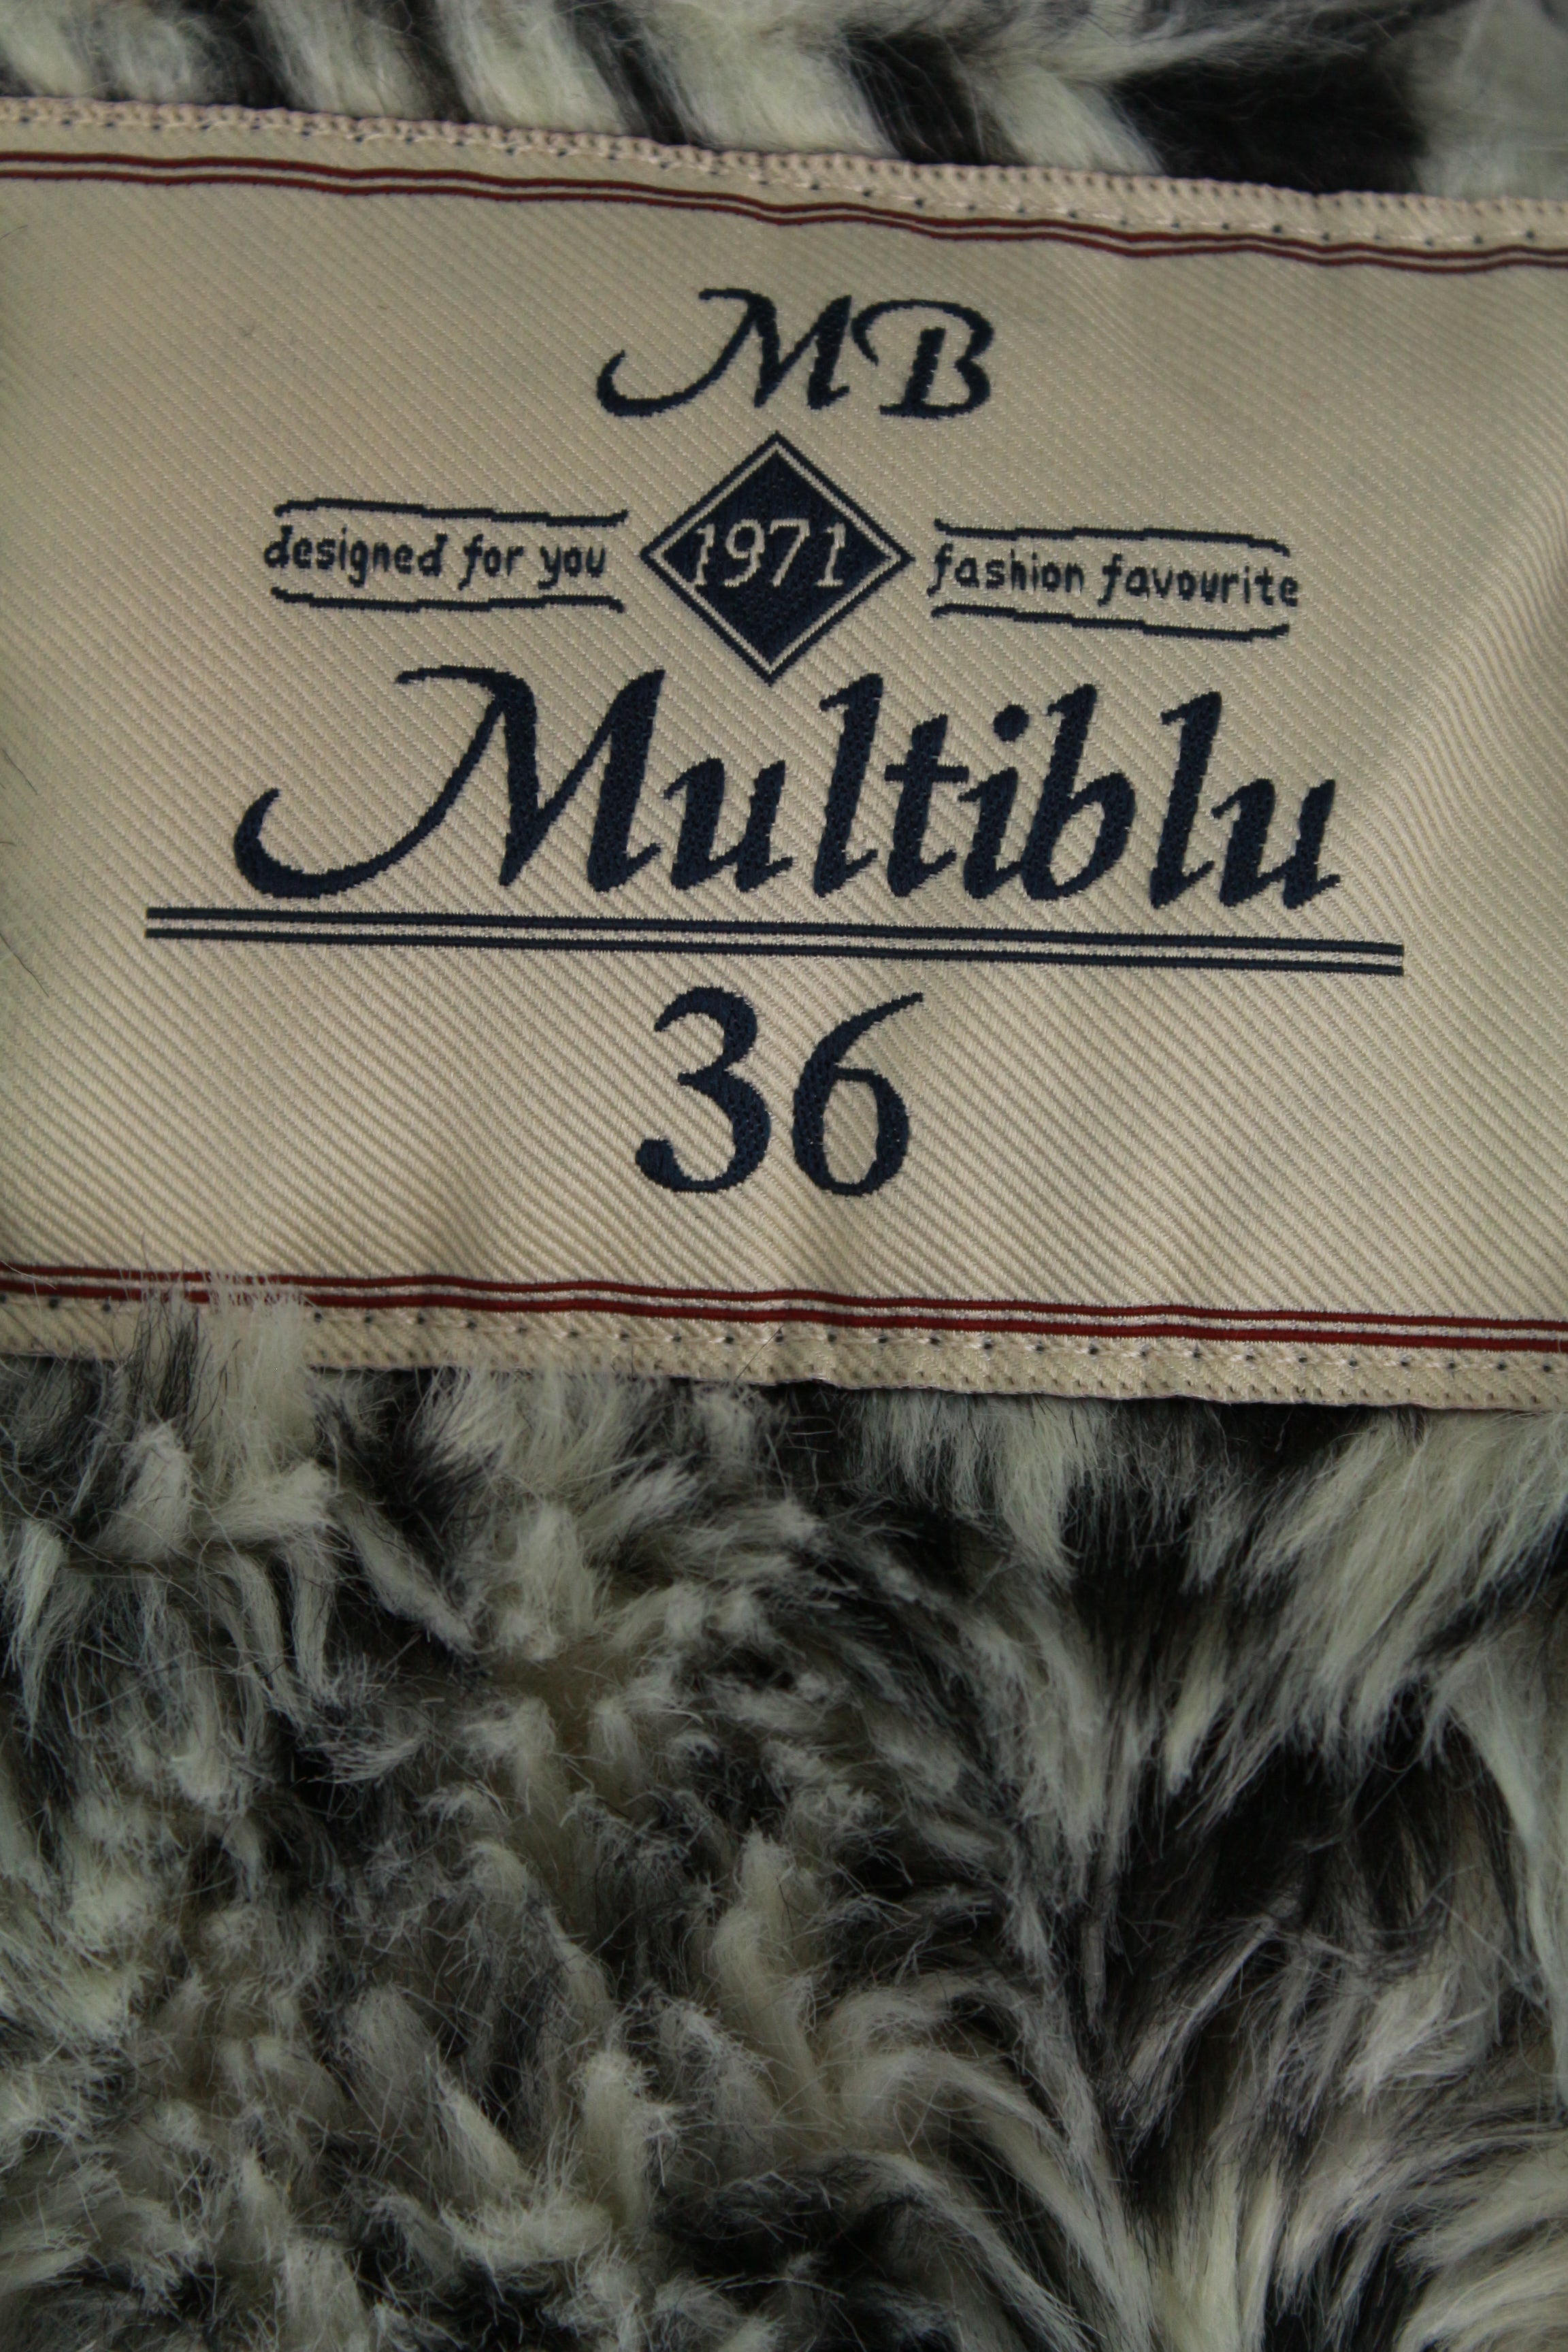 MB
designed for you 1971 fashion favourite
Multiblu
36